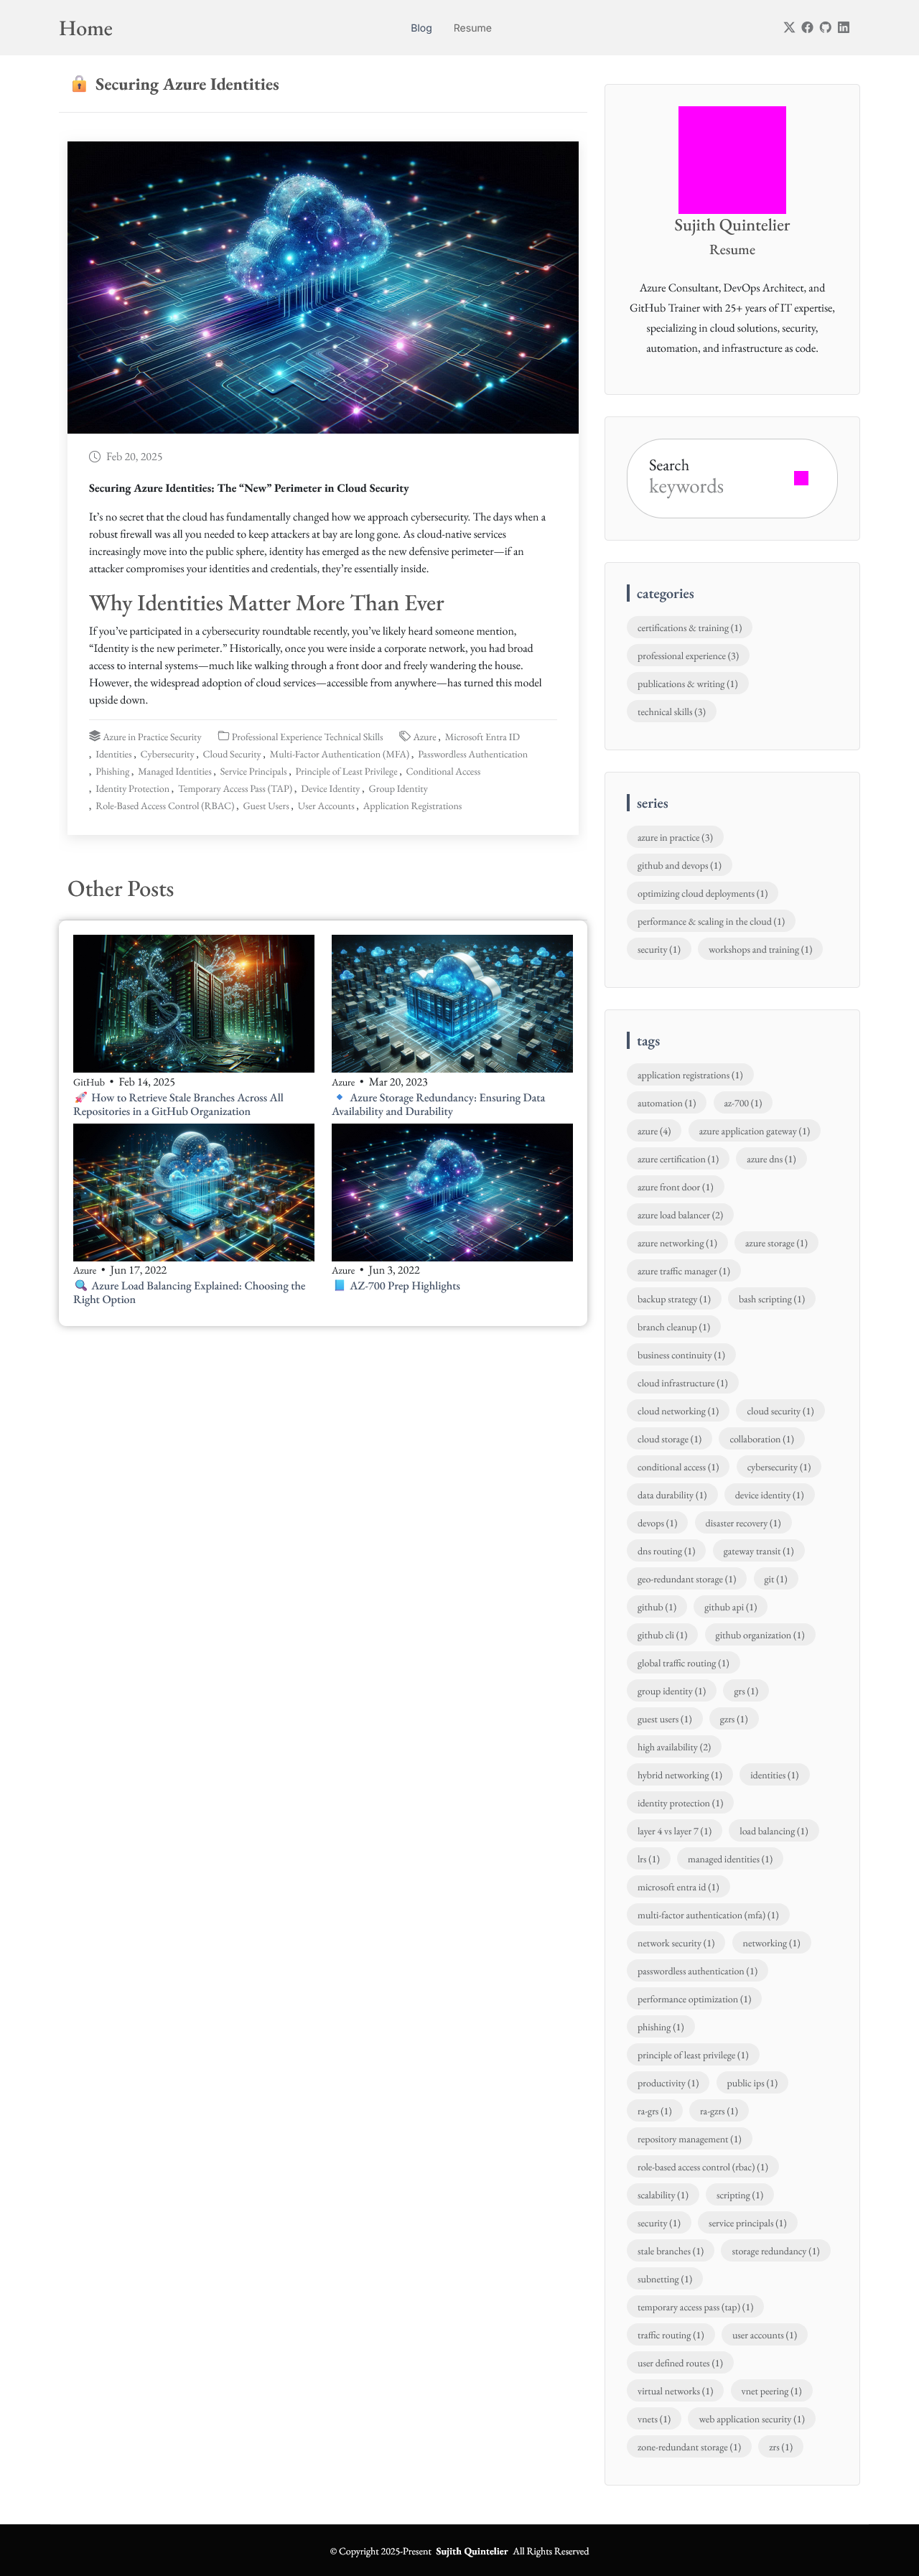 Home
Blog
Resume
🔒 Securing Azure Identities
Feb 20, 2025
Securing Azure Identities: The “New” Perimeter in Cloud Security
It’s no secret that the cloud has fundamentally changed how we approach cybersecurity. The days when a
robust firewall was all you needed to keep attackers at bay are long gone. As cloud-native services
increasingly move into the public sphere, identity has emerged as the new defensive perimeter—if an
attacker compromises your identities and credentials, they’re essentially inside.
Why Identities Matter More Than Ever
If you’ve participated in a cybersecurity roundtable recently, you’ve likely heard someone mention,
“Identity is the new perimeter.” Historically, once you were inside a corporate network, you had broad
access to internal systems—much like walking through a front door and freely wandering the house.
However, the widespread adoption of cloud services—accessible from anywhere—has turned this model
upside down.
Azure in Practice Security Professional Experience Technical Skills Azure , Microsoft Entra ID
, Identities , Cybersecurity , Cloud Security , Multi-Factor Authentication (MFA) , Passwordless Authentication
, Phishing , Managed Identities , Service Principals , Principle of Least Privilege , Conditional Access
, Identity Protection , Temporary Access Pass (TAP) , Device Identity , Group Identity
, Role-Based Access Control (RBAC) , Guest Users , User Accounts , Application Registrations
Other Posts
GitHub • Feb 14, 2025
🚀 How to Retrieve Stale Branches Across All
Repositories in a GitHub Organization
Azure • Mar 20, 2023
🔹 Azure Storage Redundancy: Ensuring Data
Availability and Durability
Azure • Jun 17, 2022
🔍 Azure Load Balancing Explained: Choosing the
Right Option
Azure • Jun 3, 2022
📘 AZ-700 Prep Highlights
Sujith Quintelier
Resume
Azure Consultant, DevOps Architect, and
GitHub Trainer with 25+ years of IT expertise,
specializing in cloud solutions, security,
automation, and infrastructure as code.
Search
keywords
categories
certifications & training (1)
professional experience (3)
publications & writing (1)
technical skills (3)
series
azure in practice (3)
github and devops (1)
optimizing cloud deployments (1)
performance & scaling in the cloud (1)
security (1) workshops and training (1)
tags
application registrations (1)
automation (1) az-700 (1)
azure (4) azure application gateway (1)
azure certification (1) azure dns (1)
azure front door (1)
azure load balancer (2)
azure networking (1) azure storage (1)
azure traffic manager (1)
backup strategy (1) bash scripting (1)
branch cleanup (1)
business continuity (1)
cloud infrastructure (1)
cloud networking (1) cloud security (1)
cloud storage (1) collaboration (1)
conditional access (1) cybersecurity (1)
data durability (1) device identity (1)
devops (1) disaster recovery (1)
dns routing (1) gateway transit (1)
geo-redundant storage (1) git (1)
github (1) github api (1)
github cli (1) github organization (1)
global traffic routing (1)
group identity (1) grs (1)
guest users (1) gzrs (1)
high availability (2)
hybrid networking (1) identities (1)
identity protection (1)
layer 4 vs layer 7 (1) load balancing (1)
lrs (1) managed identities (1)
microsoft entra id (1)
multi-factor authentication (mfa) (1)
network security (1) networking (1)
passwordless authentication (1)
performance optimization (1)
phishing (1)
principle of least privilege (1)
productivity (1) public ips (1)
ra-grs (1) ra-gzrs (1)
repository management (1)
role-based access control (rbac) (1)
scalability (1) scripting (1)
security (1) service principals (1)
stale branches (1) storage redundancy (1)
subnetting (1)
temporary access pass (tap) (1)
traffic routing (1) user accounts (1)
user defined routes (1)
virtual networks (1) vnet peering (1)
vnets (1) web application security (1)
zone-redundant storage (1) zrs (1)
© Copyright 2025-Present Sujith Quintelier All Rights Reserved